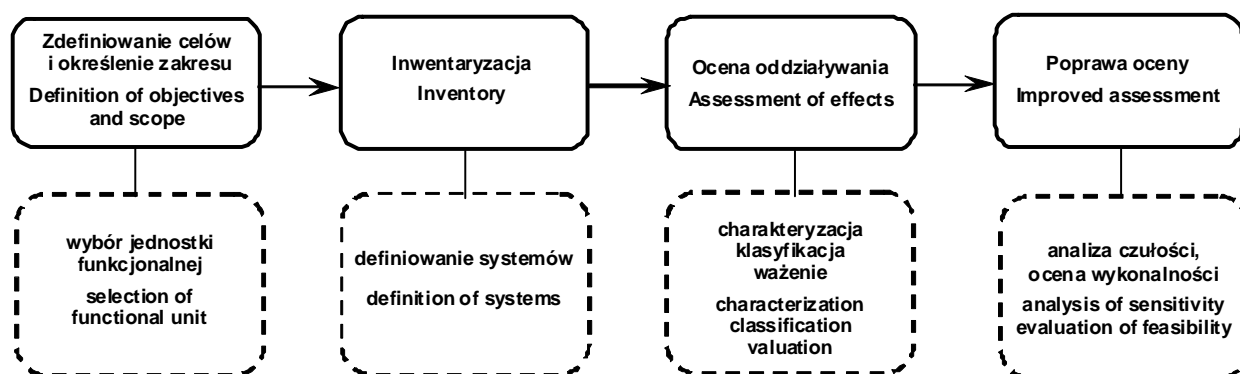 Zdefiniowanie celów
i określenie zakresu
Definition of objectives
and scope
Inwentaryzacja
Inventory
Ocena oddziaływania
Assessment of effects
Poprawa oceny
Improved assessment
wybór jednostki
funkcjonalnej
selection of
functional unit
definiowanie systemów
definition of systems
charakteryzacja
klasyfikacja
ważenie
characterization
classification
valuation
analiza czułości,
ocena wykonalności
analysis of sensitivity
evaluation of feasibility